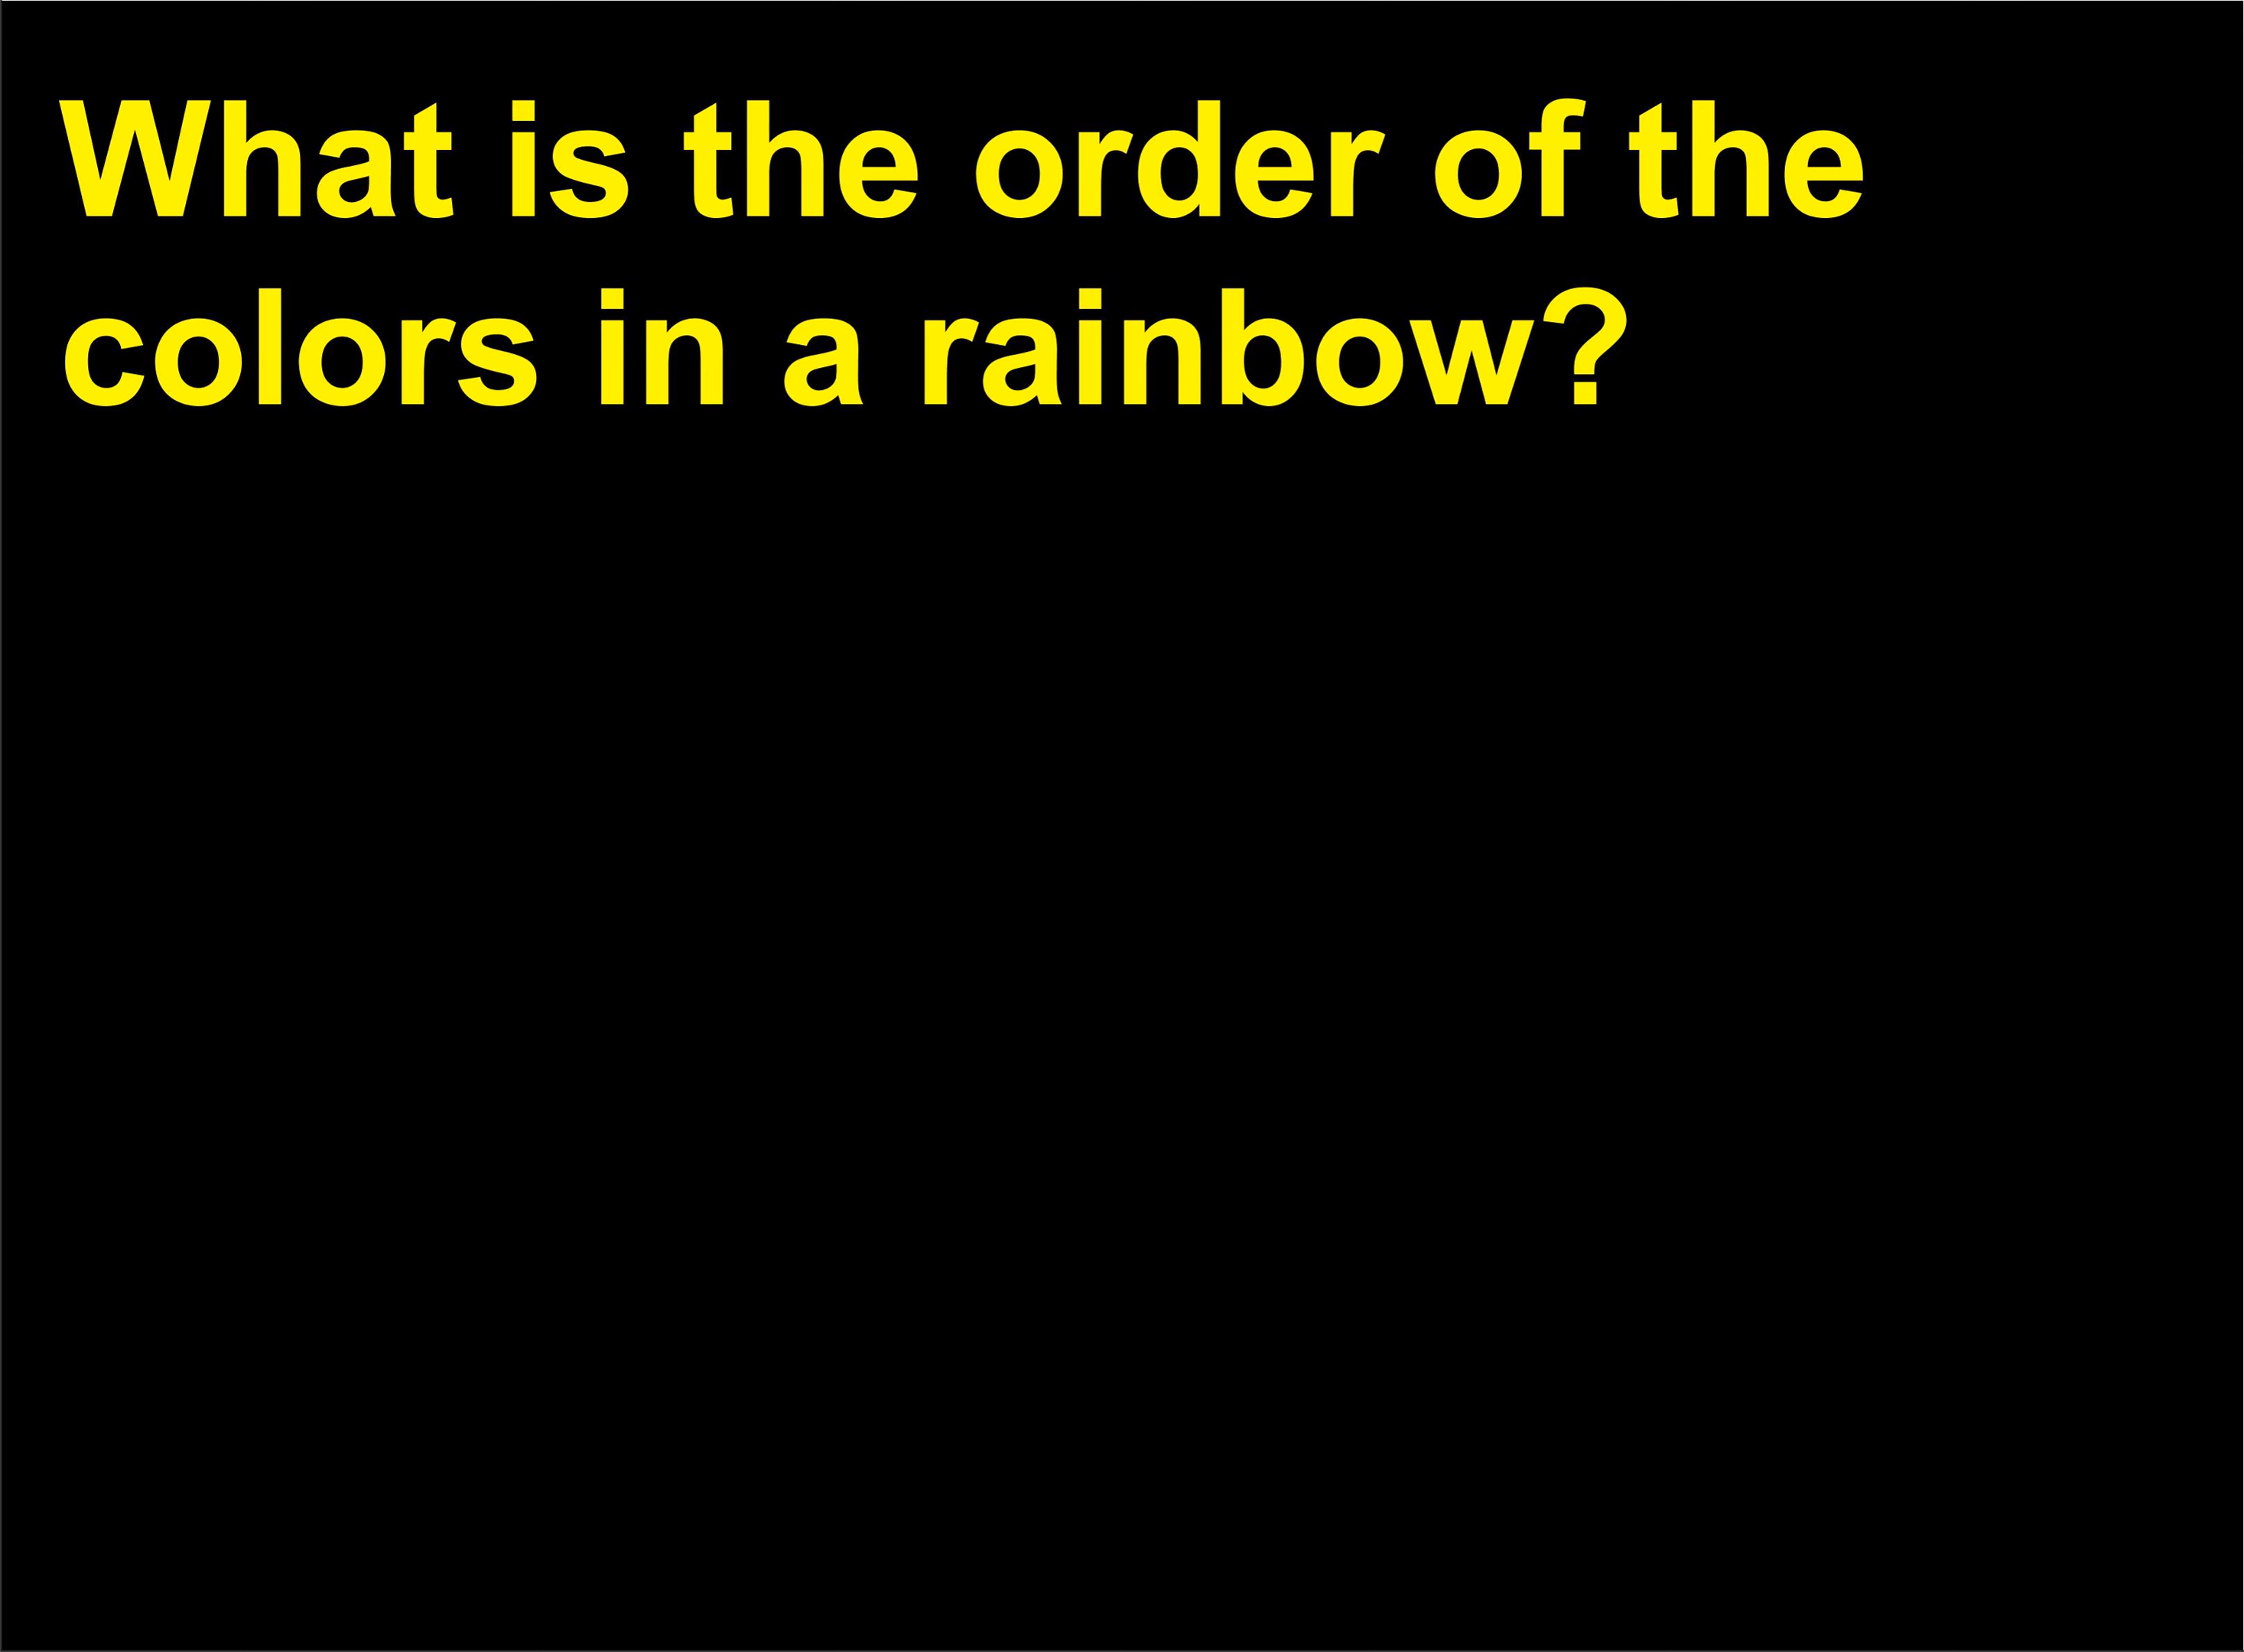 What is the order of the
colors in a rainbow?